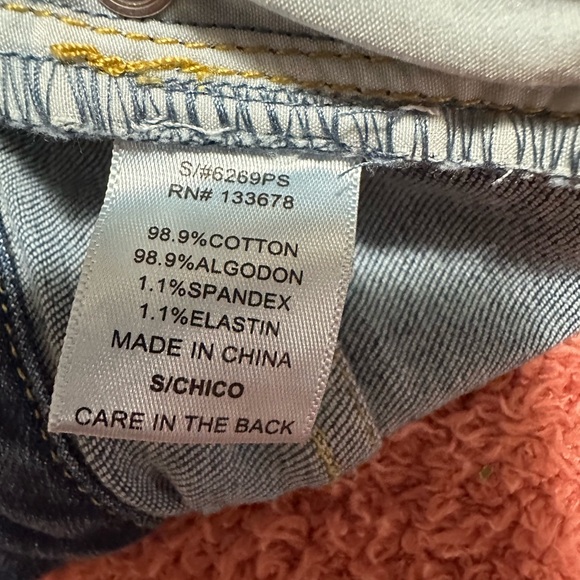 S/#6269PS
RN# 133678
98.9%COTTON
98.9%ALGODON
1.1%SPANDEX
1.1%ELASTIN
MADE IN CHINA
S/CHICO
CARE IN THE BACK